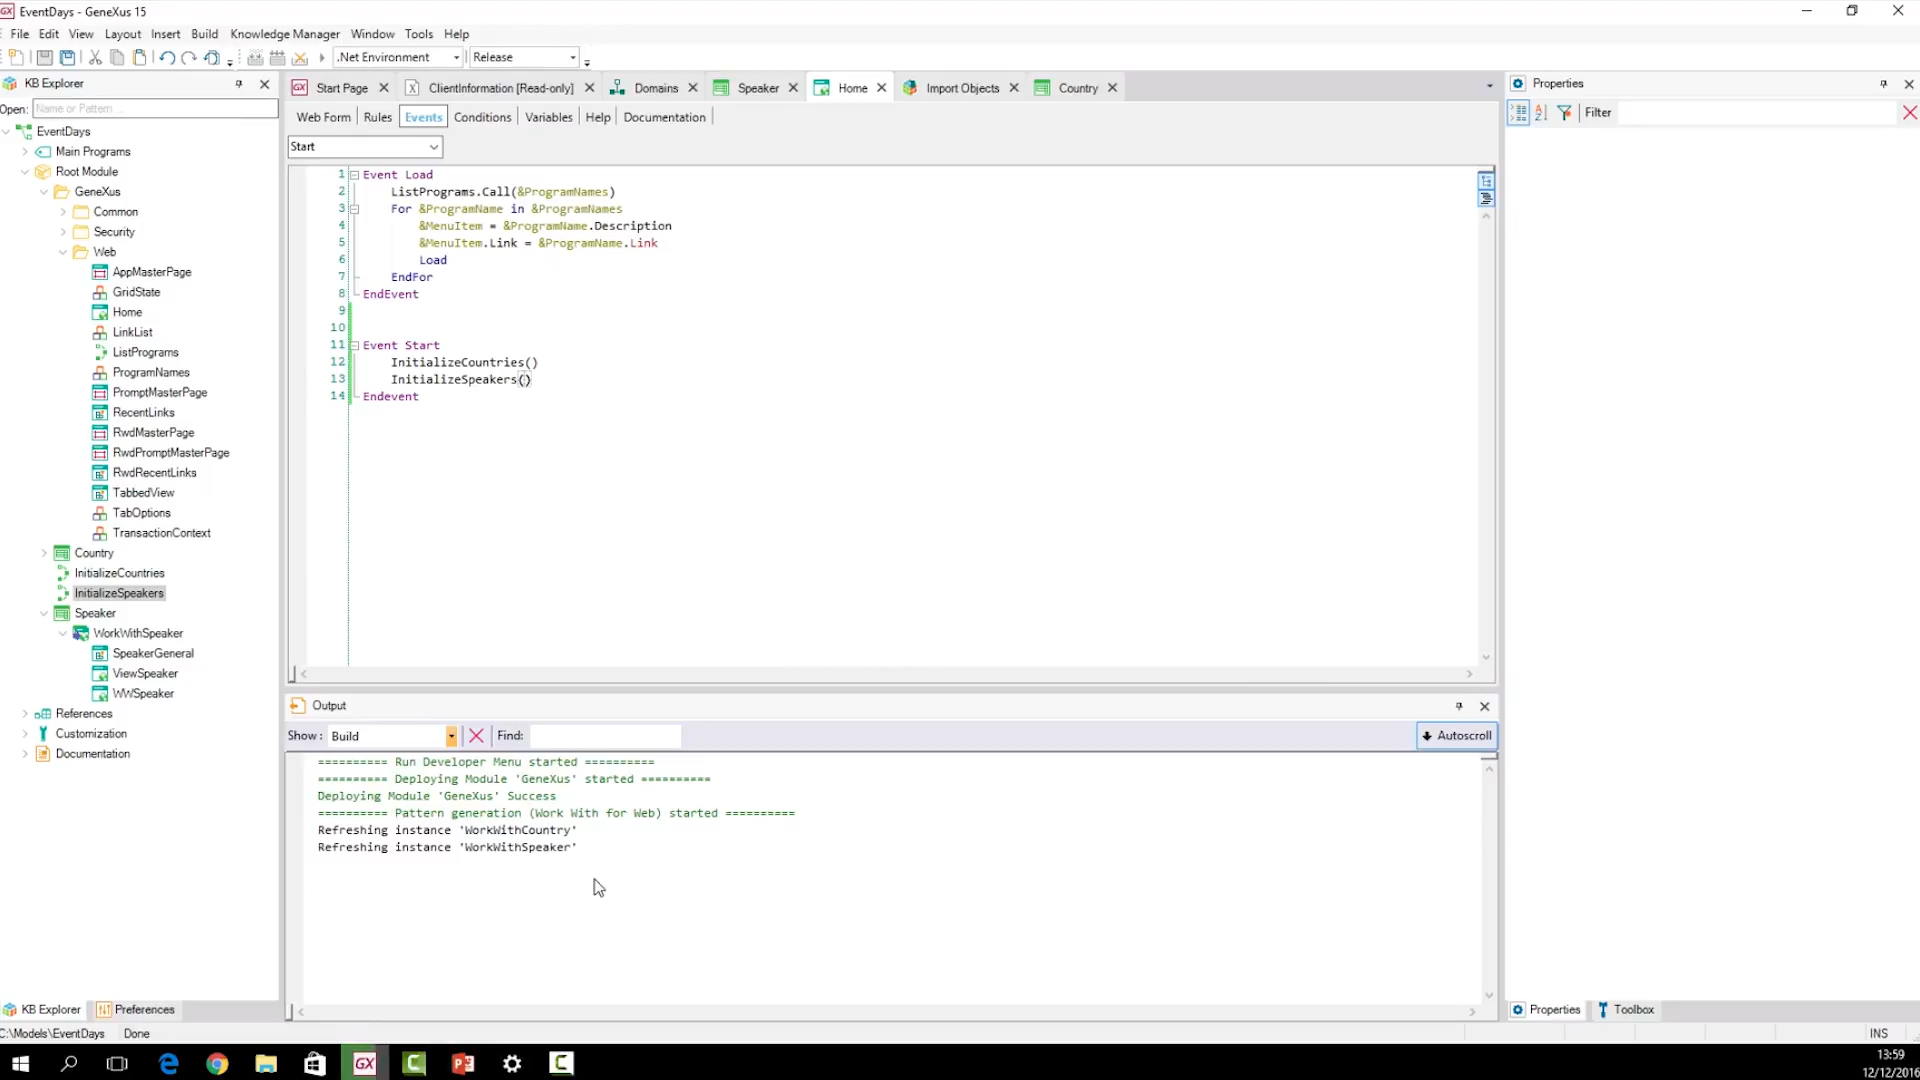 EventDays - GeneXus 15
File Edit View Layout Insert Build Knowledge Manager Window Tools Help
.Net Environment Release
KB Explorer
Open: Name or Pattern ...
EventDays
Main Programs
Root Module
GeneXus
Common
Security
Web
AppMasterPage
GridState
Home
LinkList
ListPrograms
ProgramNames
PromptMasterPage
RecentLinks
RwdMasterPage
RwdPromptMasterPage
RwdRecentLinks
TabbedView
TabOptions
TransactionContext
Country
InitializeCountries
InitializeSpeakers
Speaker
WorkWithSpeaker
SpeakerGeneral
ViewSpeaker
WWSpeaker
References
Customization
Documentation
KB Explorer Preferences
Start Page ClientInformation [Read-only] Domains Speaker Home Import Objects Country
Web Form Rules Events Conditions Variables Help Documentation
Start
1 Event Load
2 ListPrograms.Call(&ProgramNames)
3 For &ProgramName in &ProgramNames
4 &MenuItem = &ProgramName.Description
5 &MenuItem.Link = &ProgramName.Link
6 Load
7 EndFor
8 EndEvent
9
10
11 Event Start
12 InitializeCountries()
13 InitializeSpeakers()
14 Endevent
Output
Show: Build Find: Autoscroll
========== Run Developer Menu started ==========
========== Deploying Module 'GeneXus' started ==========
Deploying Module 'GeneXus' Success
========== Pattern generation (Work With for Web) started ==========
Refreshing instance 'WorkWithCountry'
Refreshing instance 'WorkWithSpeaker'
Properties
Filter
Properties Toolbox
C:\Models\EventDays Done INS
GX
13:59
12/12/2016